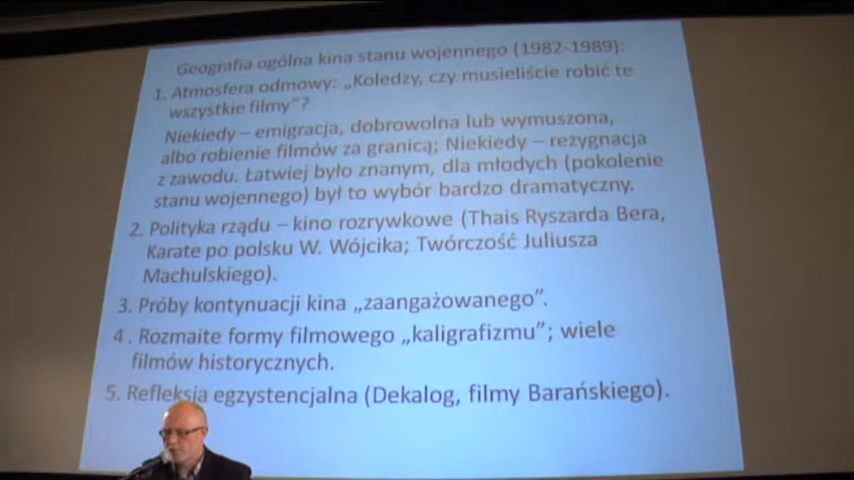 Geografia ogólna kina stanu wojennego (1982-1989):
1. Atmosfera odmowy: „Koledzy, czy musieliście robić te
wszystkie filmy"?
Niekiedy – emigracja, dobrowolna lub wymuszona,
albo robienie filmów za granicą; Niekiedy – rezygnacja
z zawodu. Łatwiej było znanym, dla młodych (pokolenie
stanu wojennego) był to wybór bardzo dramatyczny.
2. Polityka rządu – kino rozrywkowe (Thais Ryszarda Bera,
Karate po polsku W. Wójcika; Twórczość Juliusza
Machulskiego).
3. Próby kontynuacji kina „zaangażowanego".
4 . Rozmaite formy filmowego „kaligrafizmu"; wiele
filmów historycznych.
5. Refleksja egzystencjalna (Dekalog, filmy Barańskiego).